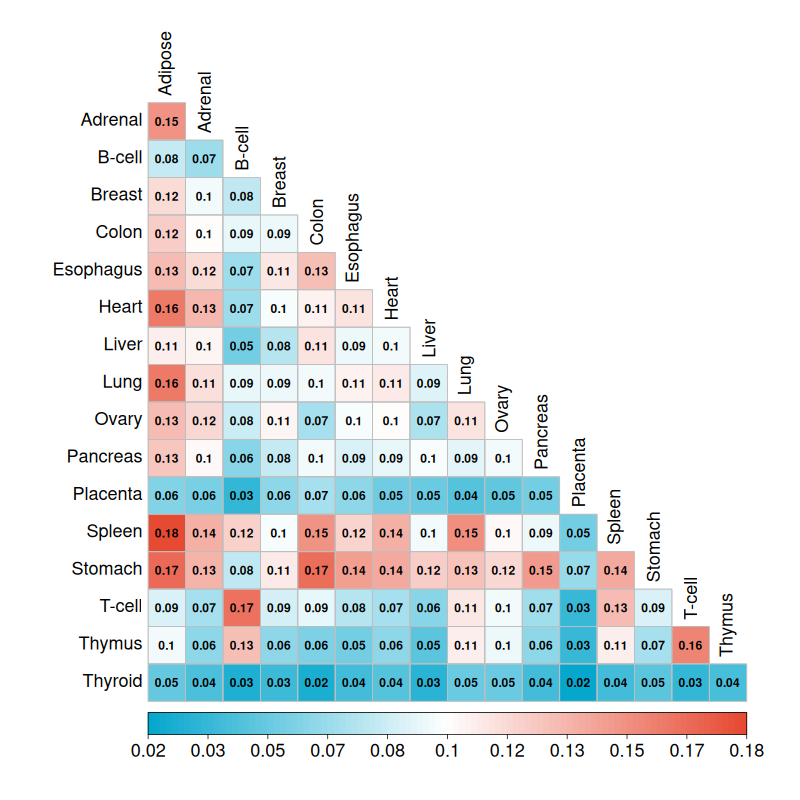 Adipose
Adrenal 0.15 Adrenal
B-cell 0.08 0.07 B-cell
Breast 0.12 0.1 0.08 Breast
Colon 0.12 0.1 0.09 0.09 Colon
Esophagus 0.13 0.12 0.07 0.11 0.13 Esophagus
Heart 0.16 0.13 0.07 0.1 0.11 0.11 Heart
Liver 0.11 0.1 0.05 0.08 0.11 0.09 0.1 Liver
Lung 0.16 0.11 0.09 0.09 0.1 0.11 0.11 0.09 Lung
Ovary 0.13 0.12 0.08 0.11 0.07 0.1 0.1 0.07 0.11 Ovary
Pancreas 0.13 0.1 0.06 0.08 0.1 0.09 0.09 0.1 0.09 0.1 Pancreas
Placenta 0.06 0.06 0.03 0.06 0.07 0.06 0.05 0.05 0.04 0.05 0.05 Placenta
Spleen 0.18 0.14 0.12 0.1 0.15 0.12 0.14 0.1 0.15 0.1 0.09 0.05 Spleen
Stomach 0.17 0.13 0.08 0.11 0.17 0.14 0.14 0.12 0.13 0.12 0.15 0.07 0.14 Stomach
T-cell 0.09 0.07 0.17 0.09 0.09 0.08 0.07 0.06 0.11 0.1 0.07 0.03 0.13 0.09 T-cell
Thymus 0.1 0.06 0.13 0.06 0.06 0.05 0.06 0.05 0.11 0.1 0.06 0.03 0.11 0.07 0.16 Thymus
Thyroid 0.05 0.04 0.03 0.03 0.02 0.04 0.04 0.03 0.05 0.05 0.04 0.02 0.04 0.05 0.03 0.04
0.02 0.03 0.05 0.07 0.08 0.1 0.12 0.13 0.15 0.17 0.18